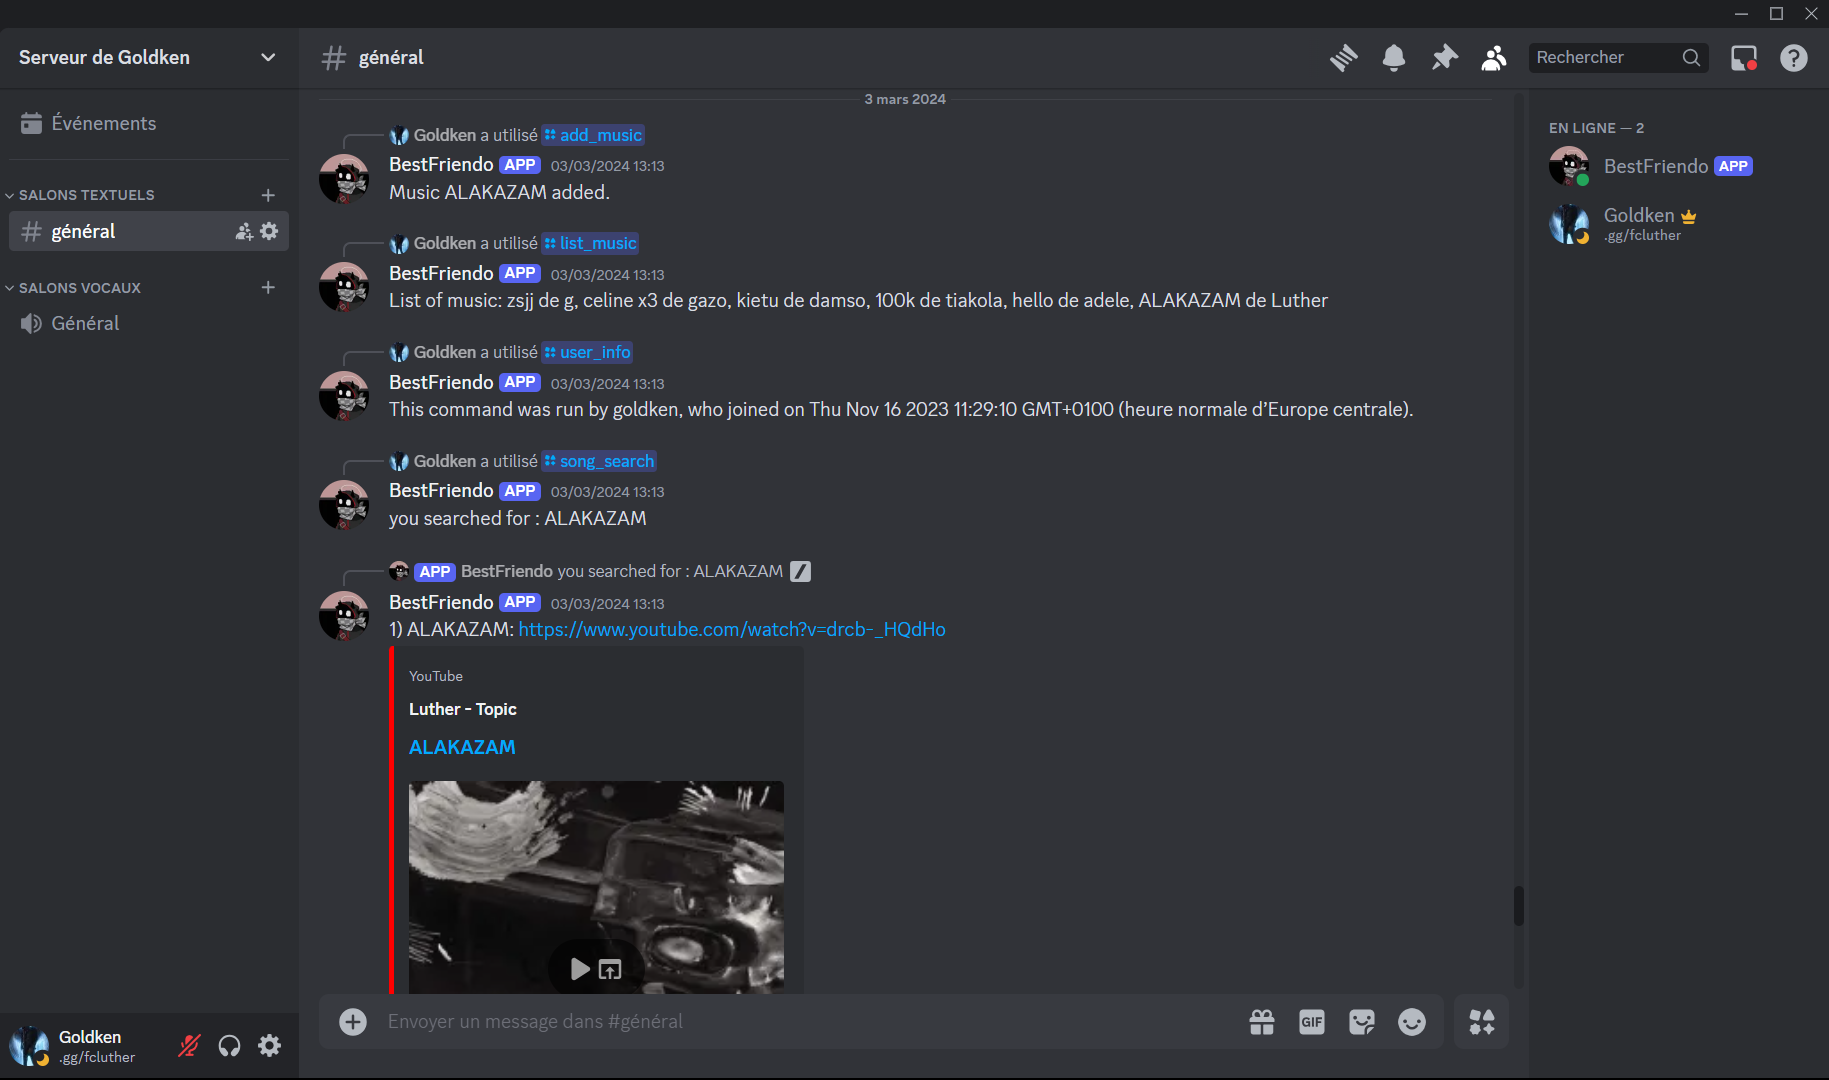 Serveur de Goldken
général
Rechercher
Événements
SALONS TEXTUELS
général
SALONS VOCAUX
Général
3 mars 2024
Goldken a utilisé add_music
BestFriendo APP 03/03/2024 13:13
Music ALAKAZAM added.
Goldken a utilisé list_music
BestFriendo APP 03/03/2024 13:13
List of music: zsjj de g, celine x3 de gazo, kietu de damso, 100k de tiakola, hello de adele, ALAKAZAM de Luther
Goldken a utilisé user_info
BestFriendo APP 03/03/2024 13:13
This command was run by goldken, who joined on Thu Nov 16 2023 11:29:10 GMT+0100 (heure normale d’Europe centrale).
Goldken a utilisé song_search
BestFriendo APP 03/03/2024 13:13
you searched for : ALAKAZAM
APP BestFriendo you searched for : ALAKAZAM
BestFriendo APP 03/03/2024 13:13
1) ALAKAZAM: https://www.youtube.com/watch?v=drcb-_HQdHo
YouTube
Luther - Topic
ALAKAZAM
Envoyer un message dans #général
GIF
EN LIGNE — 2
BestFriendo APP
Goldken
.gg/fcluther
Goldken
.gg/fcluther